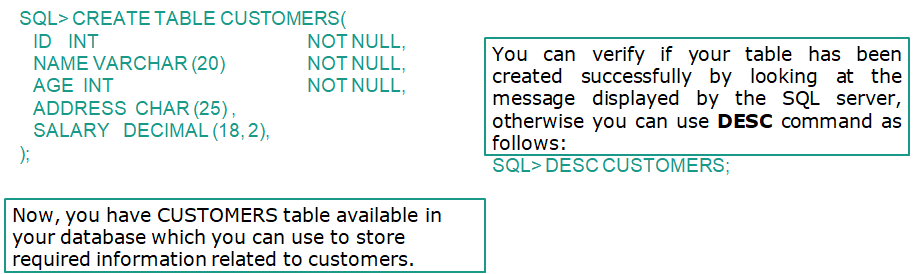 SQL> CREATE TABLE CUSTOMERS(
ID INT NOT NULL,
NAME VARCHAR (20) NOT NULL,
AGE INT NOT NULL,
ADDRESS CHAR (25) ,
SALARY DECIMAL (18, 2),
);
You can verify if your table has been
created successfully by looking at the
message displayed by the SQL server,
otherwise you can use DESC command as
follows:
SQL> DESC CUSTOMERS;
Now, you have CUSTOMERS table available in
your database which you can use to store
required information related to customers.